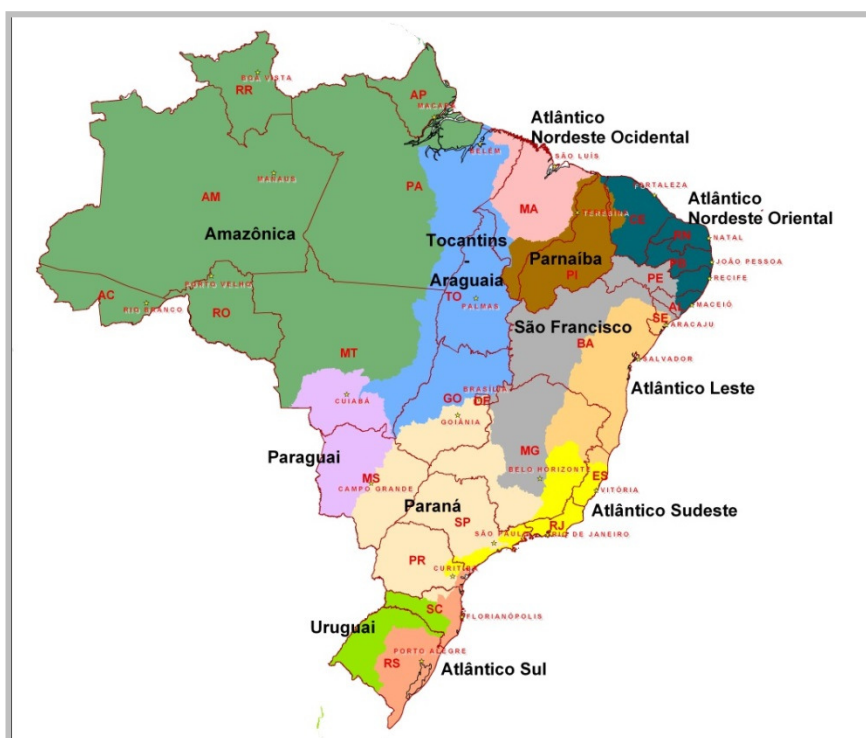 BOA VISTA
RR
AP
MACAPÁ
Atlântico
Nordeste Ocidental
BELÉM
SÃO LUÍS
MANAUS
PA
AM
MA
FORTALEZA
TERESINA
CE
Atlântico
Nordeste Oriental
RN
NATAL
Amazônica
Tocantins
-
Araguaia
Parnaíba
PI
PB
JOÃO PESSOA
PE
RECIFE
PORTO VELHO
AC
RIO BRANCO
RO
TO
PALMAS
AL
MACEIÓ
São Francisco
SE
ARACAJU
BA
MT
SALVADOR
Atlântico Leste
CUIABÁ
GO
BRASÍLIA
DF
GOIÂNIA
Paraguai
MS
CAMPO GRANDE
MG
BELO HORIZONTE
ES
VITÓRIA
Paraná
SP
Atlântico Sudeste
RJ
SÃO PAULO
RIO DE JANEIRO
PR
CURITIBA
SC
FLORIANÓPOLIS
Uruguai
PORTO ALEGRE
RS
Atlântico Sul